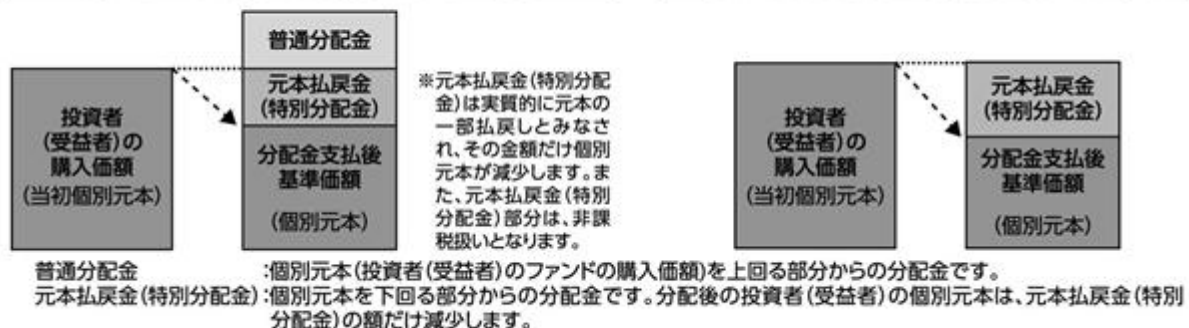 投資者
(受益者)の
購入価額
(当初個別元本)
普通分配金
元本払戻金
(特別分配金)
分配金支払後
基準価額
(個別元本)
※元本払戻金(特別分配
金)は実質的に元本の
一部払戻しとみなさ
れ、その金額だけ個別
元本が減少します。ま
た、元本払戻金(特別
分配金)部分は、非課
税扱いとなります。
投資者
(受益者)の
購入価額
(当初個別元本)
元本払戻金
(特別分配金)
分配金支払後
基準価額
(個別元本)
普通分配金 :個別元本(投資者(受益者)のファンドの購入価額)を上回る部分からの分配金です。
元本払戻金(特別分配金):個別元本を下回る部分からの分配金です。分配後の投資者(受益者)の個別元本は、元本払戻金(特別
分配金)の額だけ減少します。